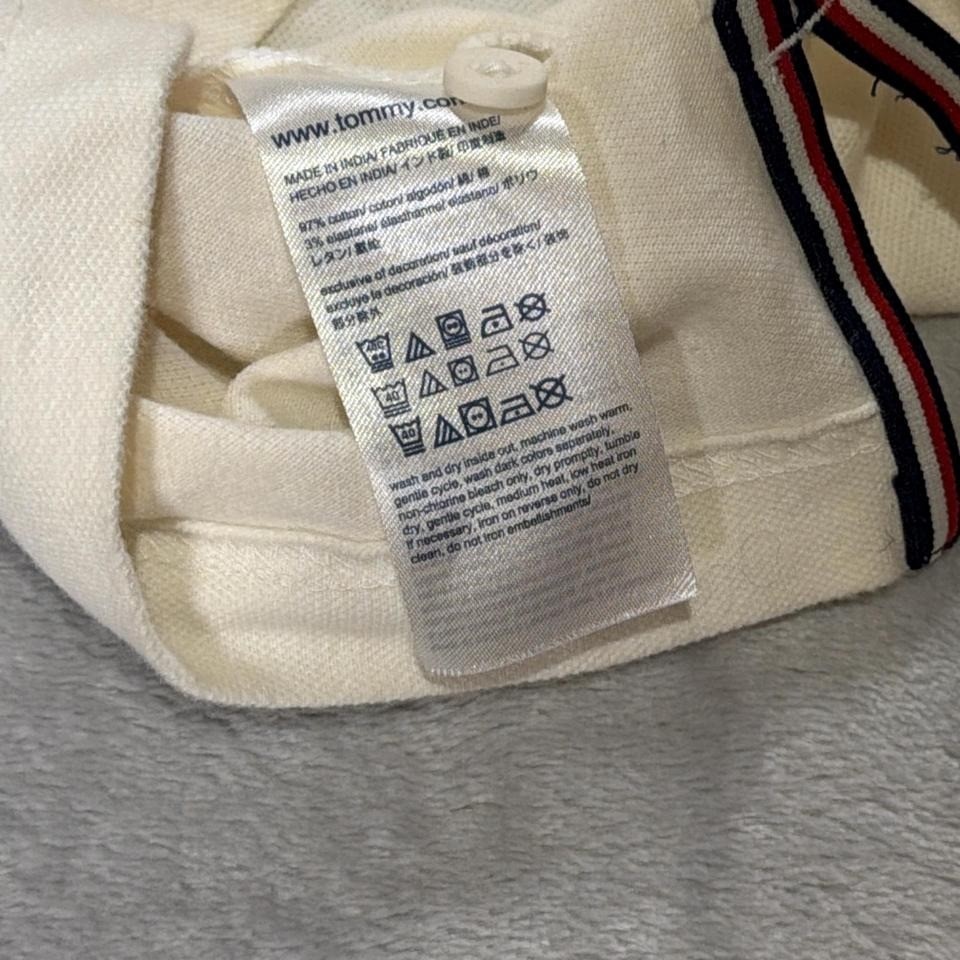 www.tommy.com
MADE IN INDIA/ FABRIQUÉ EN INDE/
HECHO EN INDIA/ インド製/ 印度制造
97% cotton/ coton/ algodón/ 綿/ 棉
3% elastane/ élasthanne/ elastano/ ポリウ
レタン/ 氨纶
exclusive of decoration/ sauf décoration/
excluye la decoración/ 装飾部分を除く/ 装饰
部分除外
40
40
wash and dry inside out, machine wash warm,
gentle cycle, wash dark colors separately,
non-chlorine bleach only, dry promptly, tumble
dry, gentle cycle, medium heat, low heat iron
if necessary, iron on reverse only, do not dry
clean, do not iron embellishments/